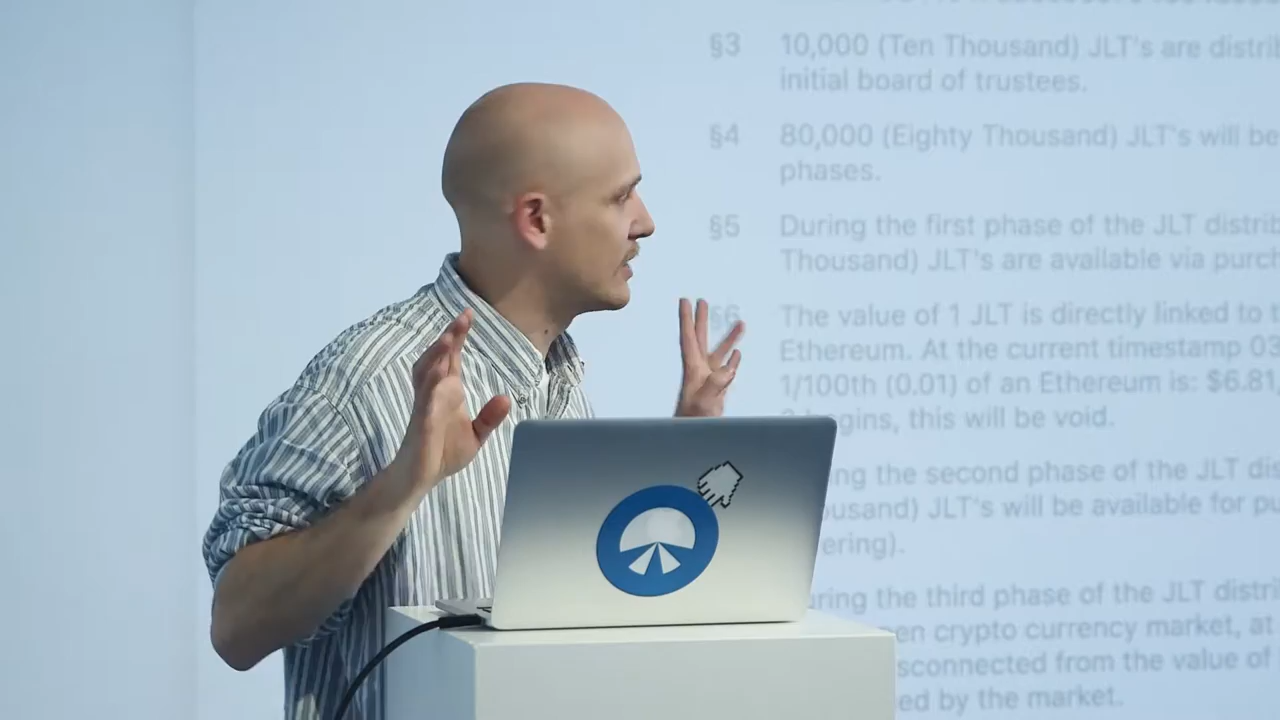 §3 10,000 (Ten Thousand) JLT's are distrib
initial board of trustees.
§4 80,000 (Eighty Thousand) JLT's will be
phases.
§5 During the first phase of the JLT distrib
Thousand) JLT's are available via purch
§6 The value of 1 JLT is directly linked to t
Ethereum. At the current timestamp 03
1/100th (0.01) of an Ethereum is: $6.81,
begins, this will be void.
ing the second phase of the JLT dis
ousand) JLT's will be available for pu
ering).
uring the third phase of the JLT distri
en crypto currency market, at
sconnected from the value of
ed by the market.